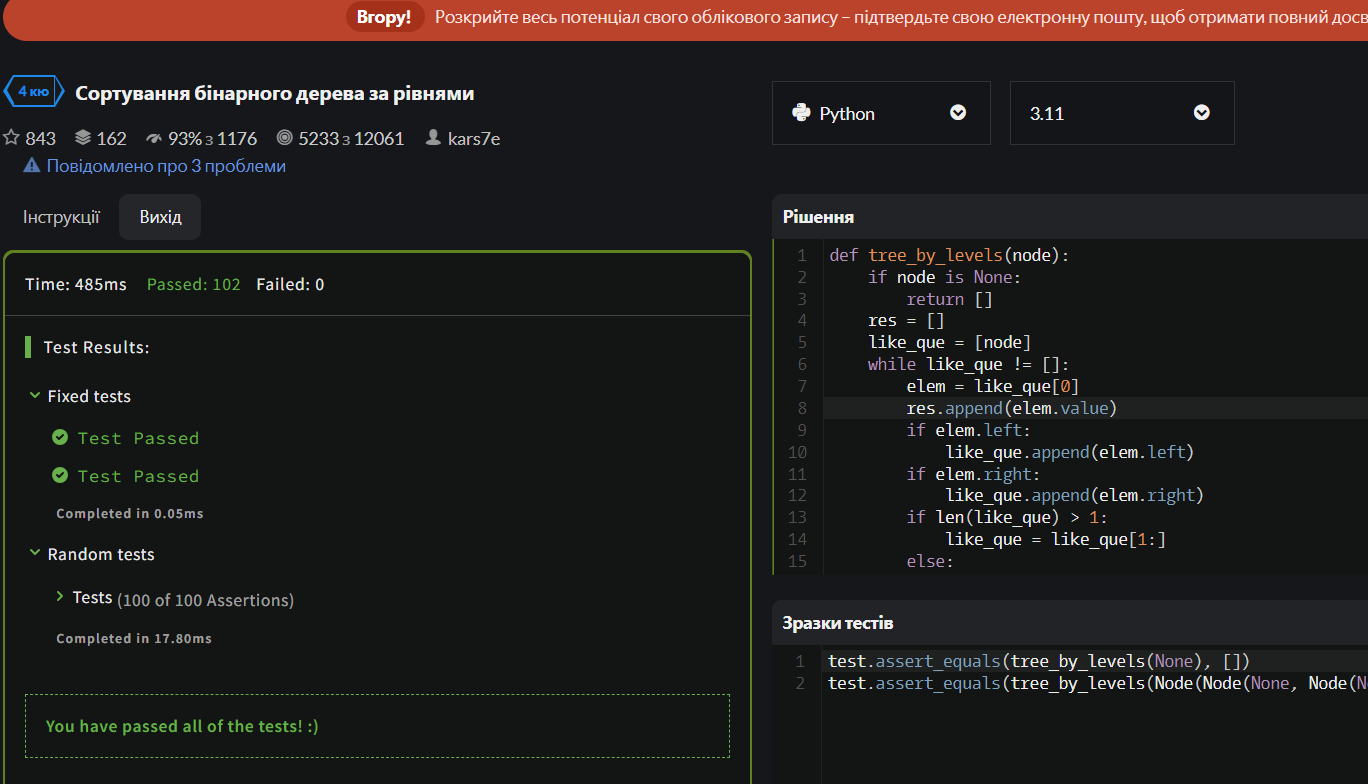 Вгору! Розкрийте весь потенціал свого облікового запису – підтвердьте свою електронну пошту, щоб отримати повний досв
4 кю Сортування бінарного дерева за рівнями
843 162 93% з 1176 5233 з 12061 kars7e
Повідомлено про 3 проблеми
Інструкції Вихід
Time: 485ms Passed: 102 Failed: 0
Test Results:
Fixed tests
Test Passed
Test Passed
Completed in 0.05ms
Random tests
Tests (100 of 100 Assertions)
Completed in 17.80ms
You have passed all of the tests! :)
Python 3.11
Рішення
1 def tree_by_levels(node):
2 if node is None:
3 return []
4 res = []
5 like_que = [node]
6 while like_que != []:
7 elem = like_que[0]
8 res.append(elem.value)
9 if elem.left:
10 like_que.append(elem.left)
11 if elem.right:
12 like_que.append(elem.right)
13 if len(like_que) > 1:
14 like_que = like_que[1:]
15 else:
Зразки тестів
1 test.assert_equals(tree_by_levels(None), [])
2 test.assert_equals(tree_by_levels(Node(Node(None, Node(N